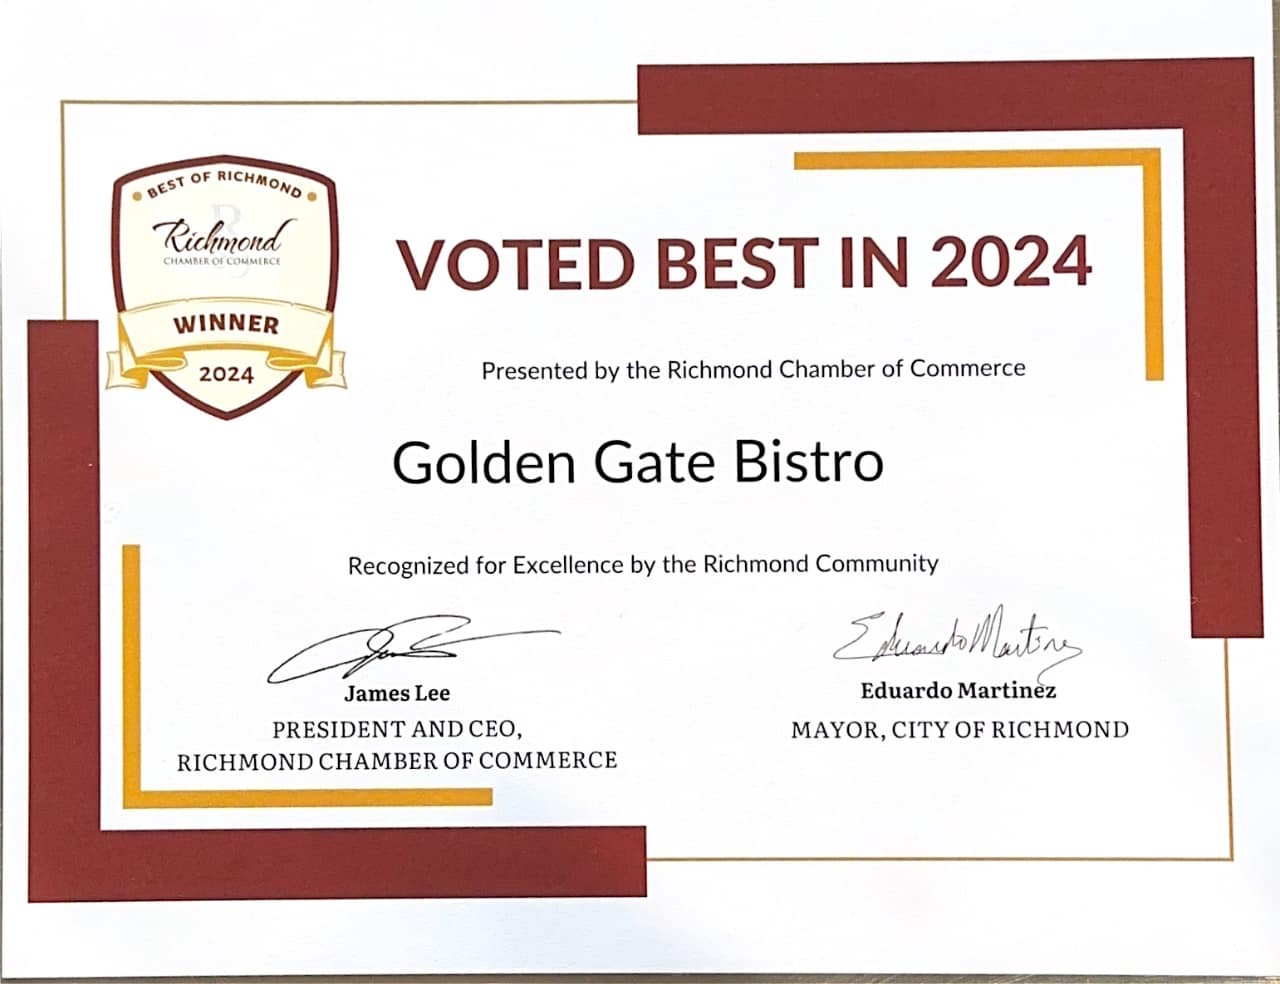 BEST OF RICHMOND
Richmond
CHAMBER OF COMMERCE
WINNER
2024
VOTED BEST IN 2024
Presented by the Richmond Chamber of Commerce
Golden Gate Bistro
Recognized for Excellence by the Richmond Community
James Lee
PRESIDENT AND CEO,
RICHMOND CHAMBER OF COMMERCE
Eduardo Martinez
Eduardo Martinez
MAYOR, CITY OF RICHMOND